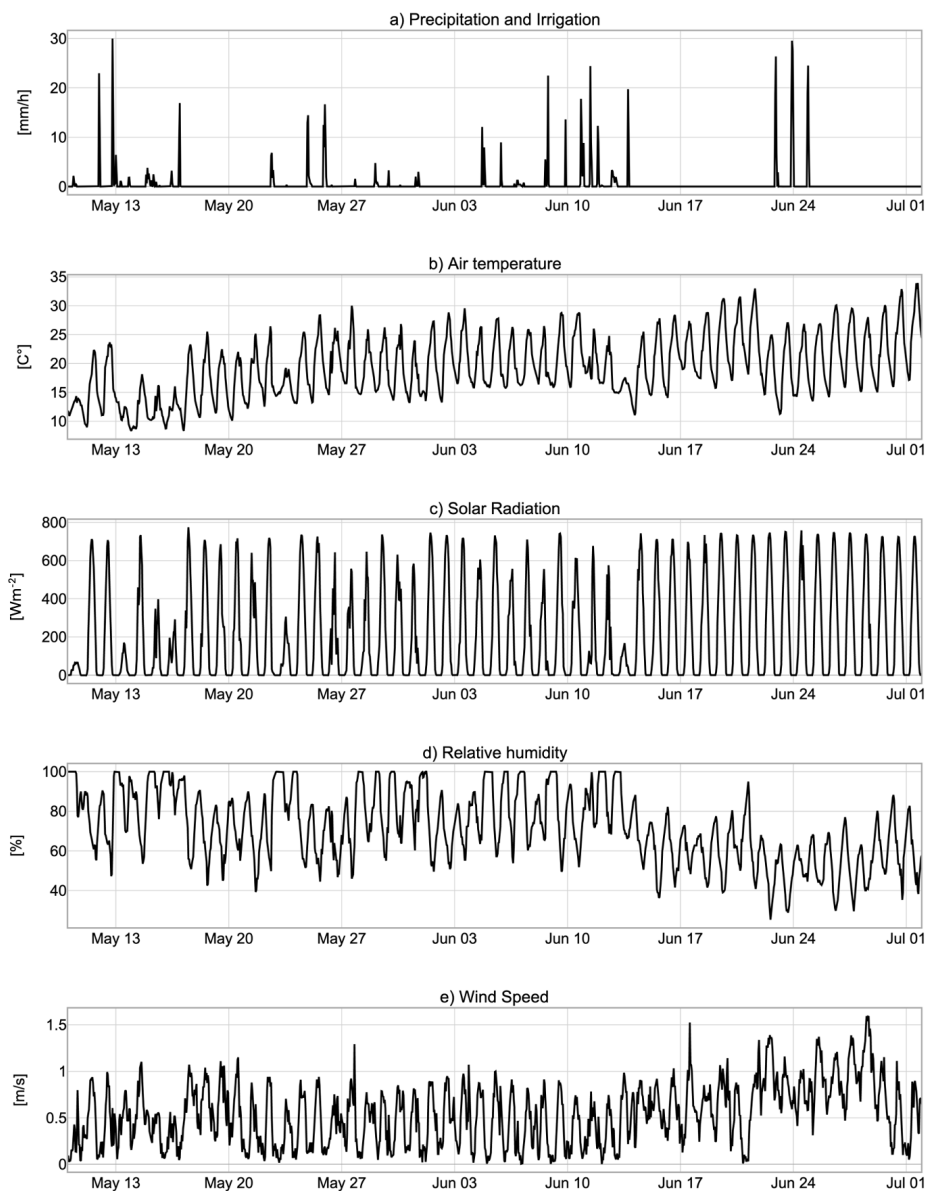 a) Precipitation and Irrigation
30
20
10
0
[mm/h]
May 13 May 20 May 27 Jun 03 Jun 10 Jun 17 Jun 24 Jul 01
b) Air temperature
35
30
25
20
15
10
[C°]
May 13 May 20 May 27 Jun 03 Jun 10 Jun 17 Jun 24 Jul 01
c) Solar Radiation
800
600
400
200
0
[Wm⁻²]
May 13 May 20 May 27 Jun 03 Jun 10 Jun 17 Jun 24 Jul 01
d) Relative humidity
100
80
60
40
[%]
May 13 May 20 May 27 Jun 03 Jun 10 Jun 17 Jun 24 Jul 01
e) Wind Speed
1.5
1
0.5
0
[m/s]
May 13 May 20 May 27 Jun 03 Jun 10 Jun 17 Jun 24 Jul 01